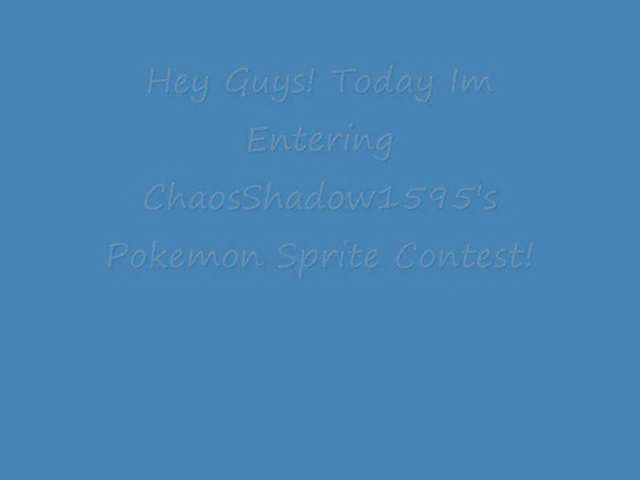 Hey Guys! Today Im
Entering
ChaosShadow1595's
Pokemon Sprite Contest!